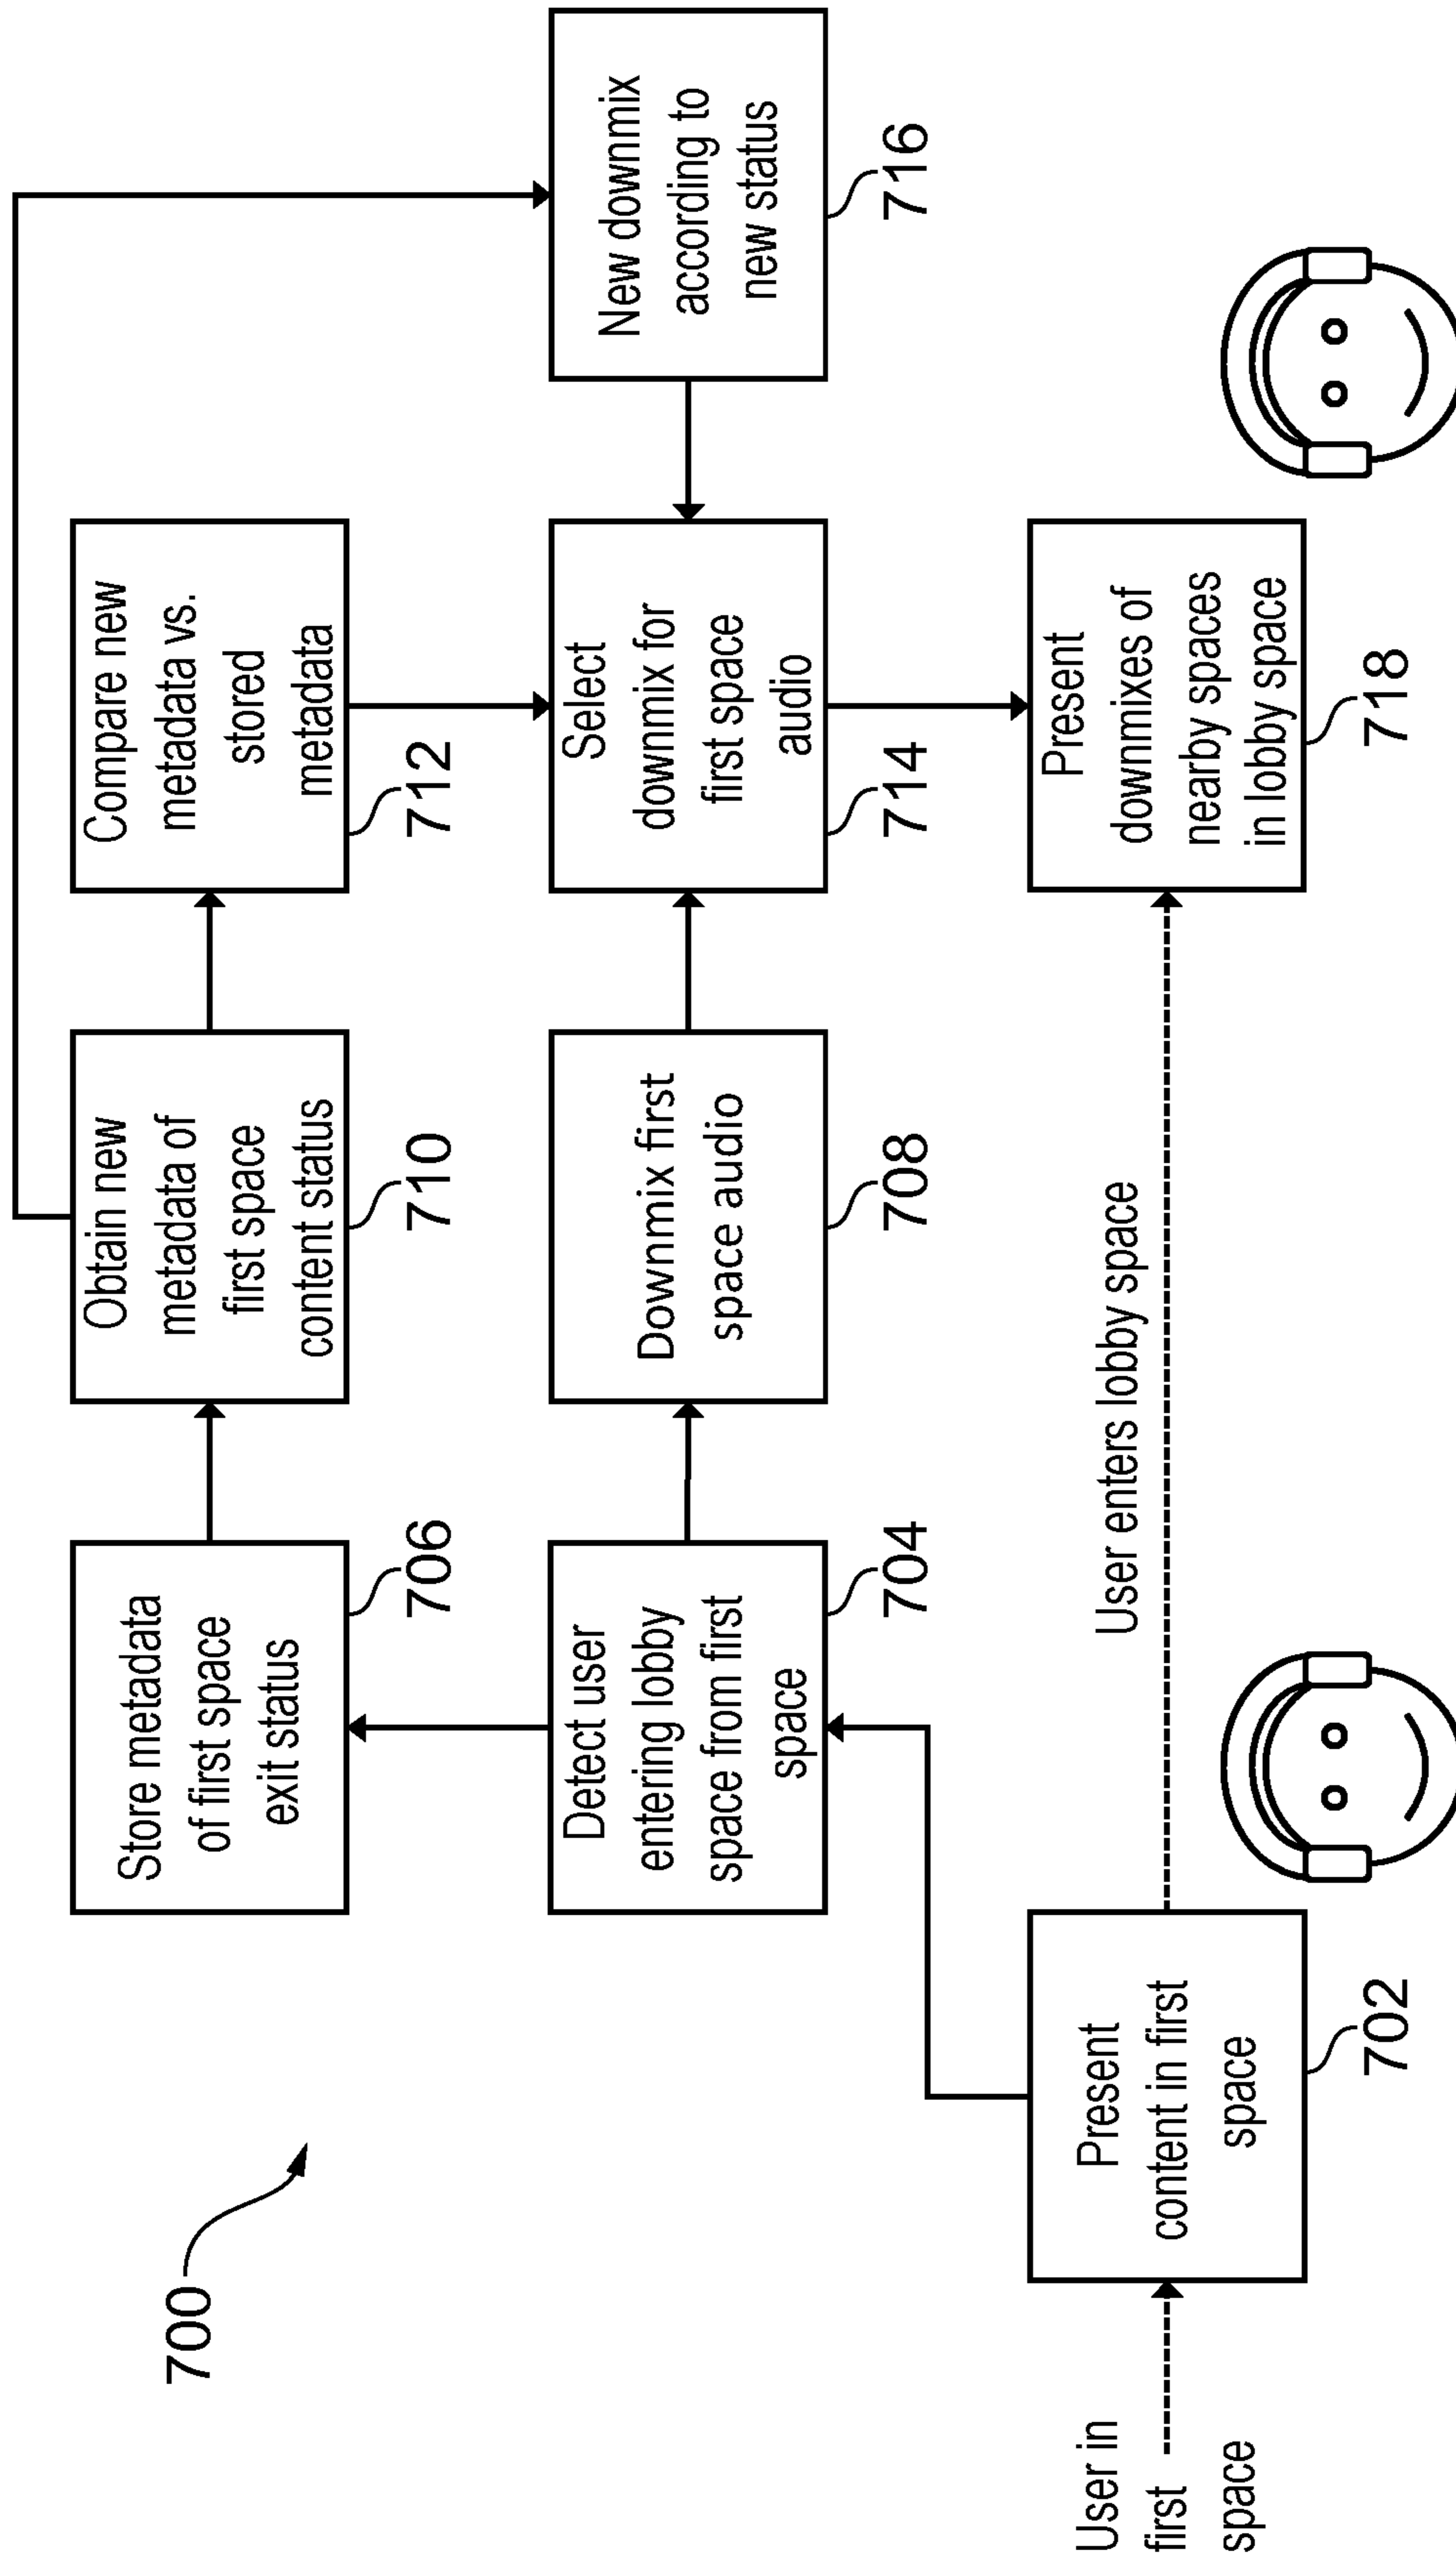 700
Store metadata
of first space
exit status
706
Obtain new
metadata of
first space
content status
710
Compare new
metadata vs.
stored
metadata
712
Detect user
entering lobby
space from first
space
704
Downmix first
space audio
708
Select
downmix for
first space
audio
714
New downmix
according to
new status
716
User in
first
space
Present
content in first
space
702
User enters lobby space
Present
downmixes of
nearby spaces
in lobby space
718